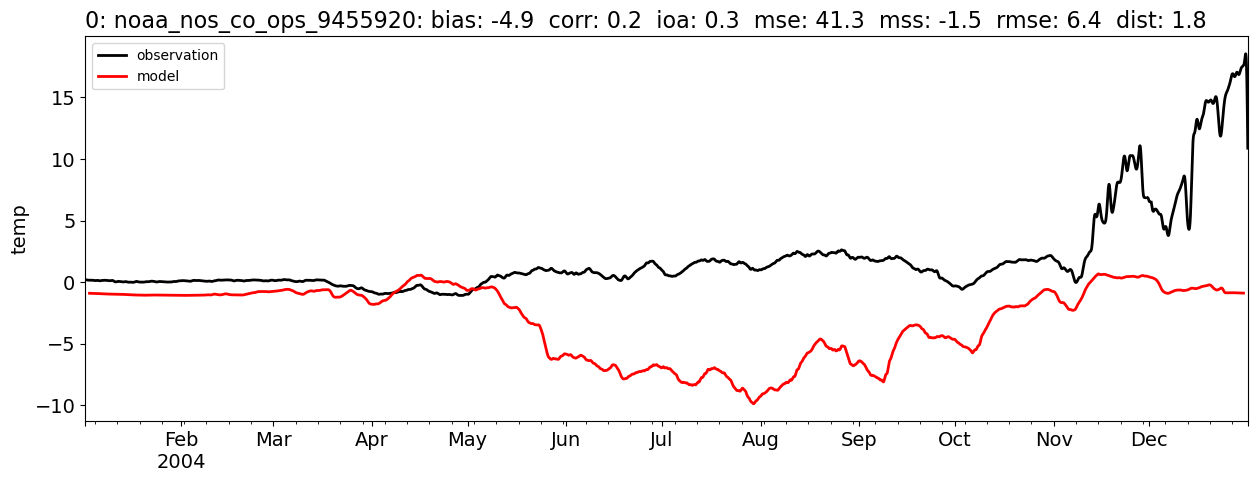 0: noaa_nos_co_ops_9455920: bias: -4.9  corr: 0.2  ioa: 0.3  mse: 41.3  mss: -1.5  rmse: 6.4  dist: 1.8
observation
model
temp
15
10
5
0
−5
−10
Feb Mar Apr May Jun Jul Aug Sep Oct Nov Dec
2004